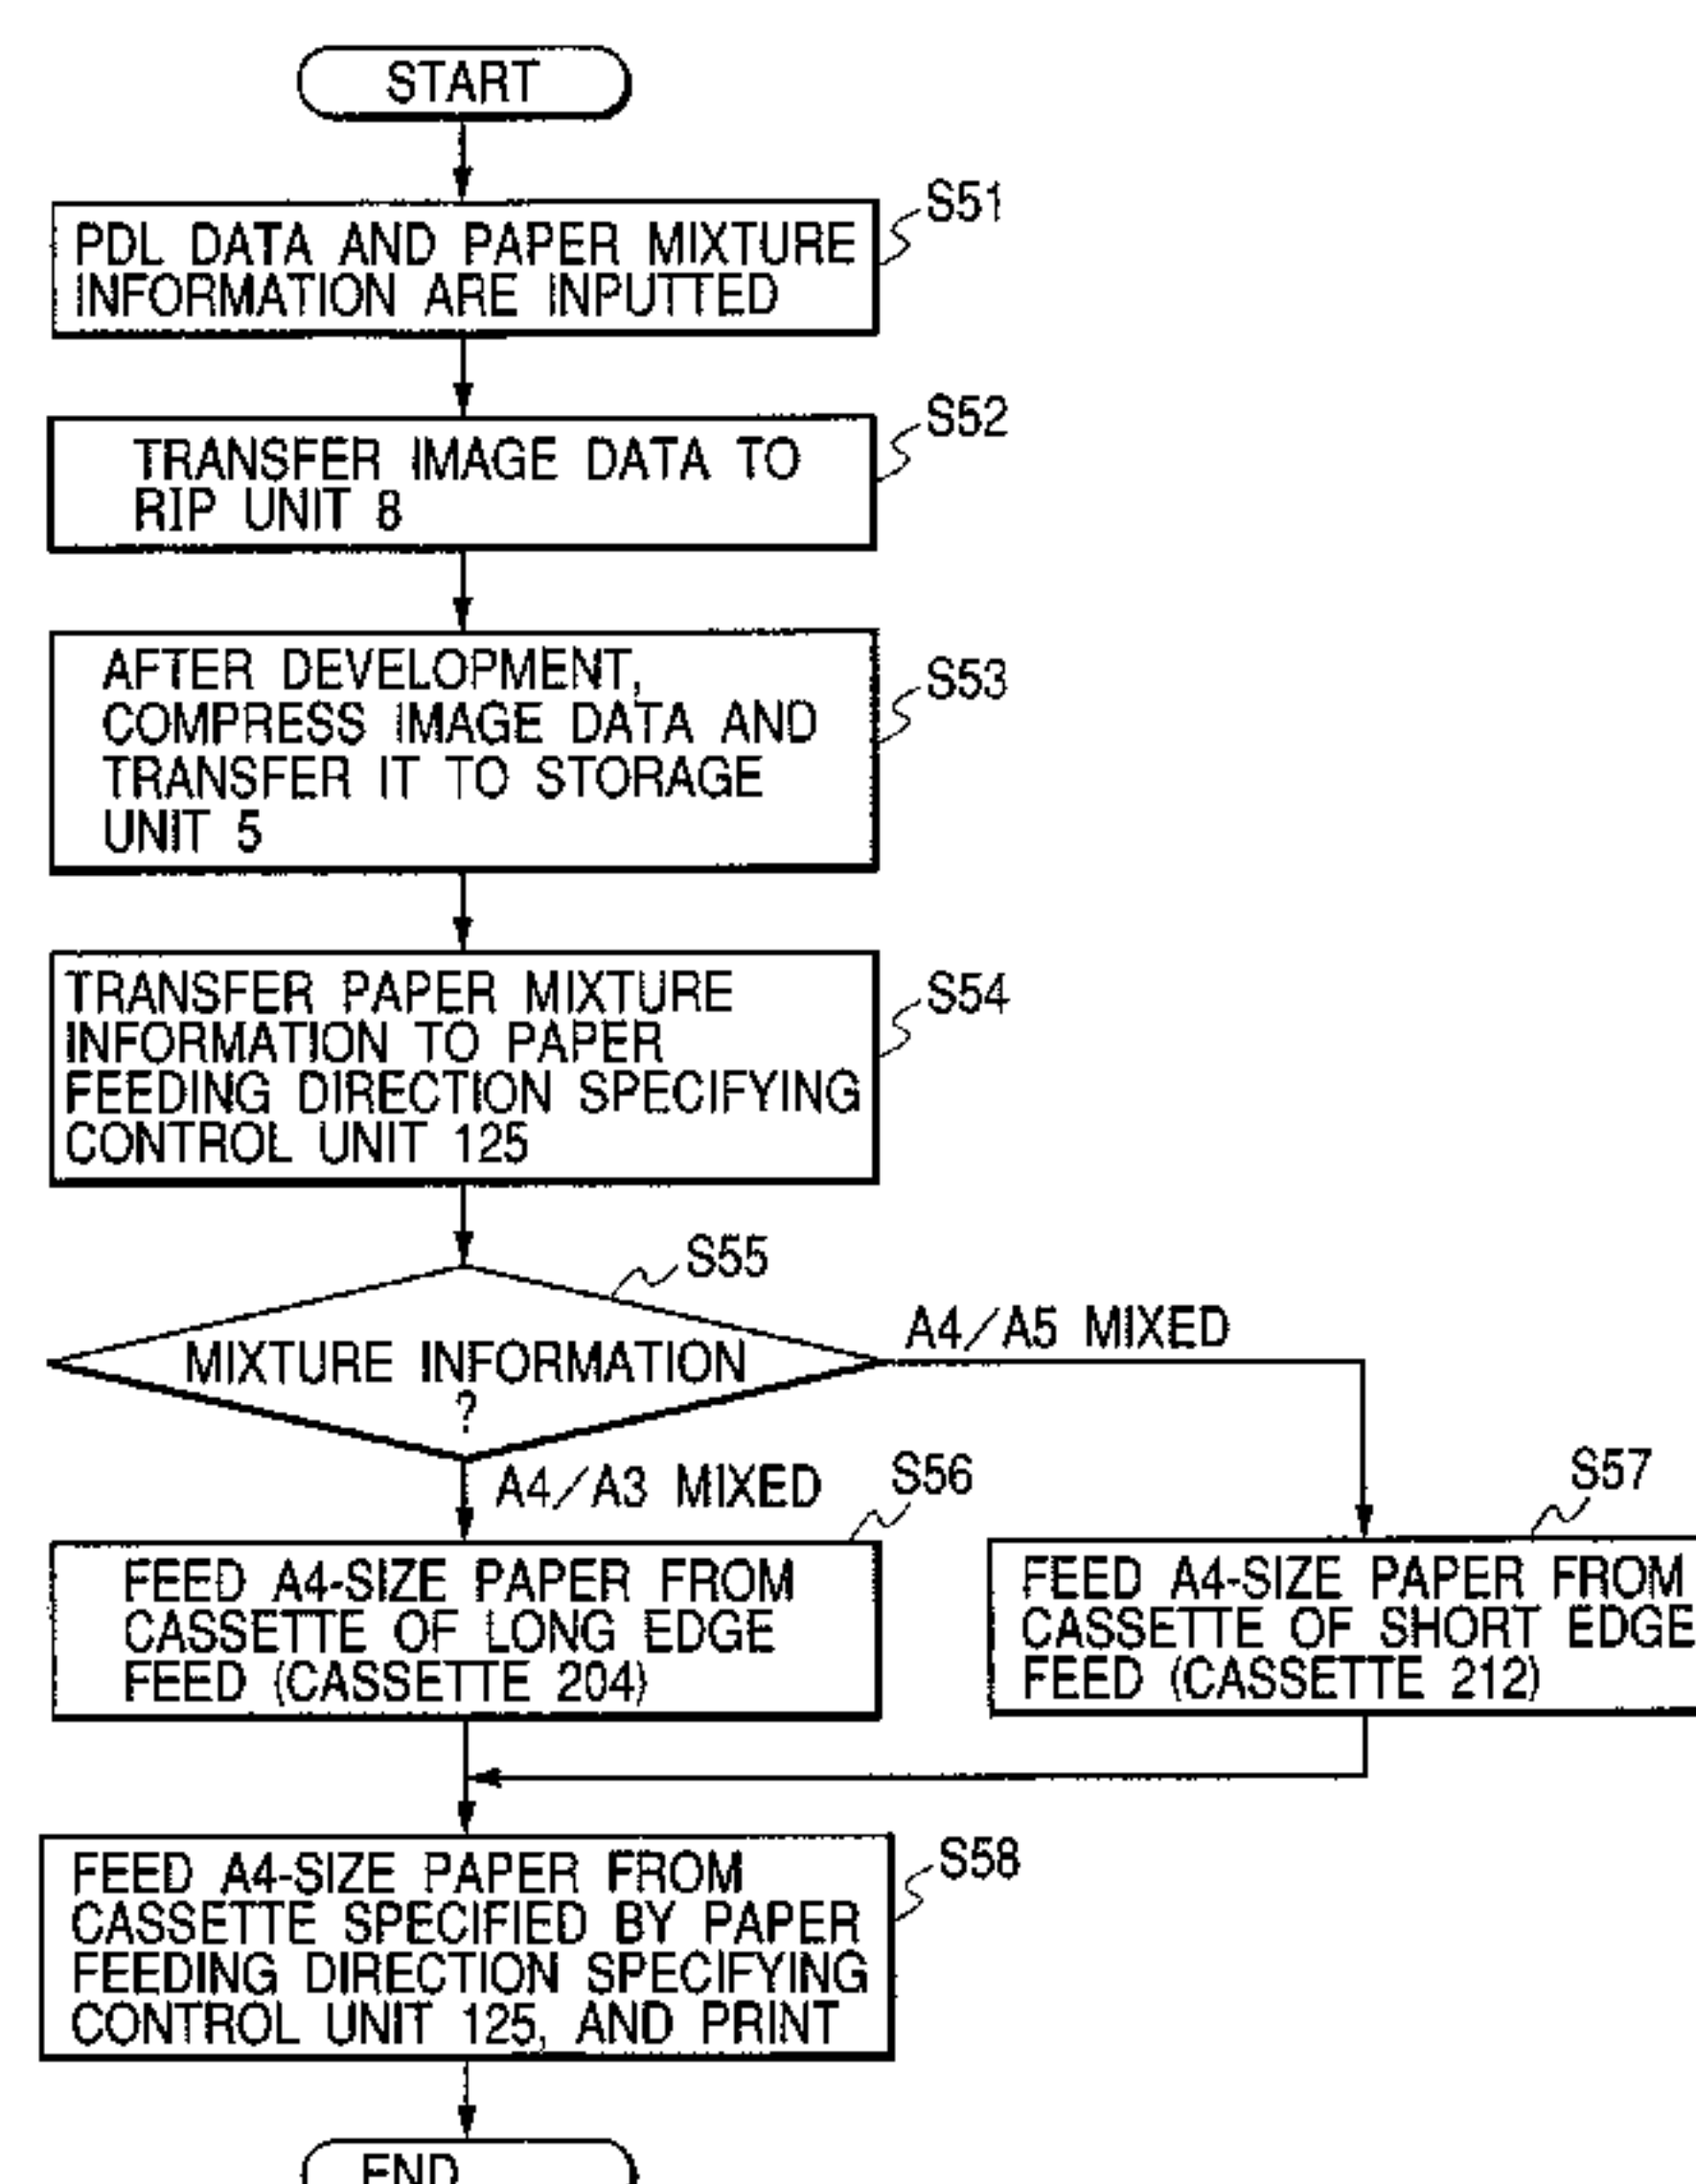 START
S51
PDL DATA AND PAPER MIXTURE
INFORMATION ARE INPUTTED
S52
TRANSFER IMAGE DATA TO
RIP UNIT 8
S53
AFTER DEVELOPMENT,
COMPRESS IMAGE DATA AND
TRANSFER IT TO STORAGE
UNIT 5
S54
TRANSFER PAPER MIXTURE
INFORMATION TO PAPER
FEEDING DIRECTION SPECIFYING
CONTROL UNIT 125
S55
MIXTURE INFORMATION
?
A4/A5 MIXED
A4/A3 MIXED
S56
FEED A4-SIZE PAPER FROM
CASSETTE OF LONG EDGE
FEED (CASSETTE 204)
S57
FEED A4-SIZE PAPER FROM
CASSETTE OF SHORT EDGE
FEED (CASSETTE 212)
S58
FEED A4-SIZE PAPER FROM
CASSETTE SPECIFIED BY PAPER
FEEDING DIRECTION SPECIFYING
CONTROL UNIT 125, AND PRINT
END